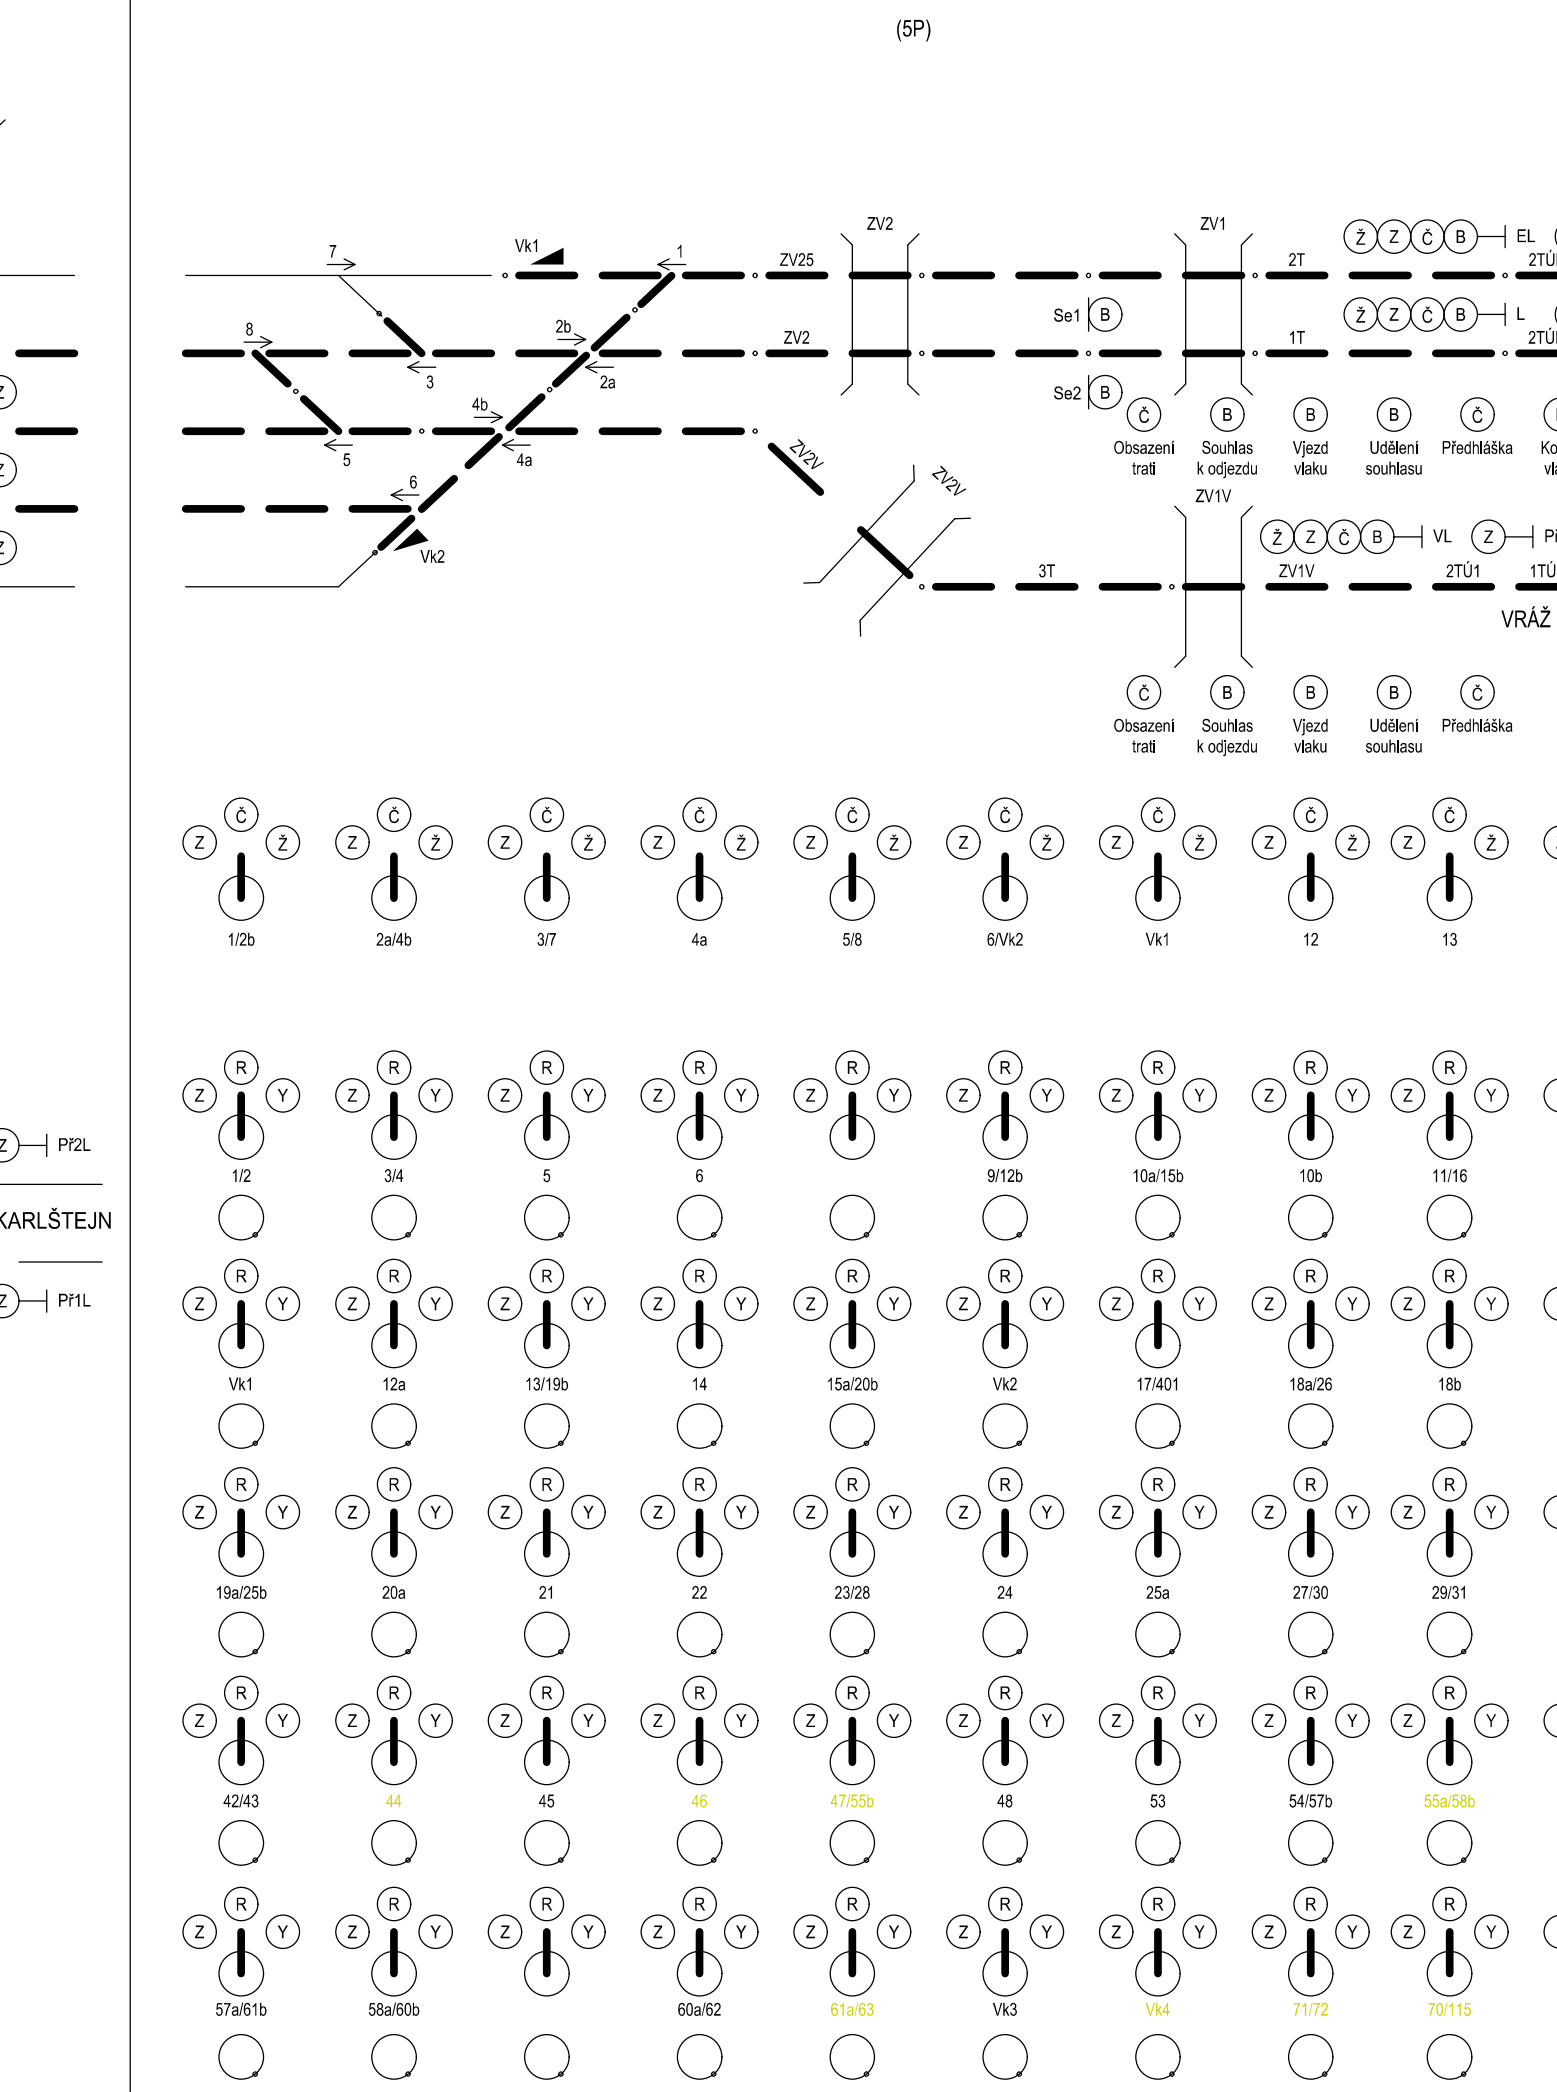 (5P)
7
Vk1
1
ZV25
ZV2
ZV1
2T
Ž Z Č B EL
2TÚ
Se1 B
Ž Z Č B L
8
2b
ZV2
1T
2TÚ
3
2a
Se2 B
Z
4b
Č B B B Č
Obsazení trati
Souhlas k odjezdu
Vjezd vlaku
Udělení souhlasu
Předhláška
5
4a
ZV2V
ZV2V
Z
6
ZV1V
Vk2
Ž Z Č B VL Z
Z
3T
ZV1V
2TÚ1
1TÚ
VRÁŽ
Č B B B Č
Obsazení trati
Souhlas k odjezdu
Vjezd vlaku
Udělení souhlasu
Předhláška
Č Č Č Č Č Č Č Č Č
Z Ž Z Ž Z Ž Z Ž Z Ž Z Ž Z Ž Z Ž Z Ž
1/2b 2a/4b 3/7 4a 5/8 6/Vk2 Vk1 12 13
R R R R R R R R R
Z Y Z Y Z Y Z Y Z Y Z Y Z Y Z Y Z Y
Z Př2L
1/2 3/4 5 6 9/12b 10a/15b 10b 11/16
KARLŠTEJN
R R R R R R R R R
Z Y Z Y Z Y Z Y Z Y Z Y Z Y Z Y Z Y
Z Př1L
Vk1 12a 13/19b 14 15a/20b Vk2 17/401 18a/26 18b
R R R R R R R R R
Z Y Z Y Z Y Z Y Z Y Z Y Z Y Z Y Z Y
19a/25b 20a 21 22 23/28 24 25a 27/30 29/31
R R R R R R R R R
Z Y Z Y Z Y Z Y Z Y Z Y Z Y Z Y Z Y
42/43 44 45 46 47/55b 48 53 54/57b 55a/58b
R R R R R R R R R
Z Y Z Y Z Y Z Y Z Y Z Y Z Y Z Y Z Y
57a/61b 58a/60b 60a/62 61a/63 Vk3 Vk4 71/72 70/115